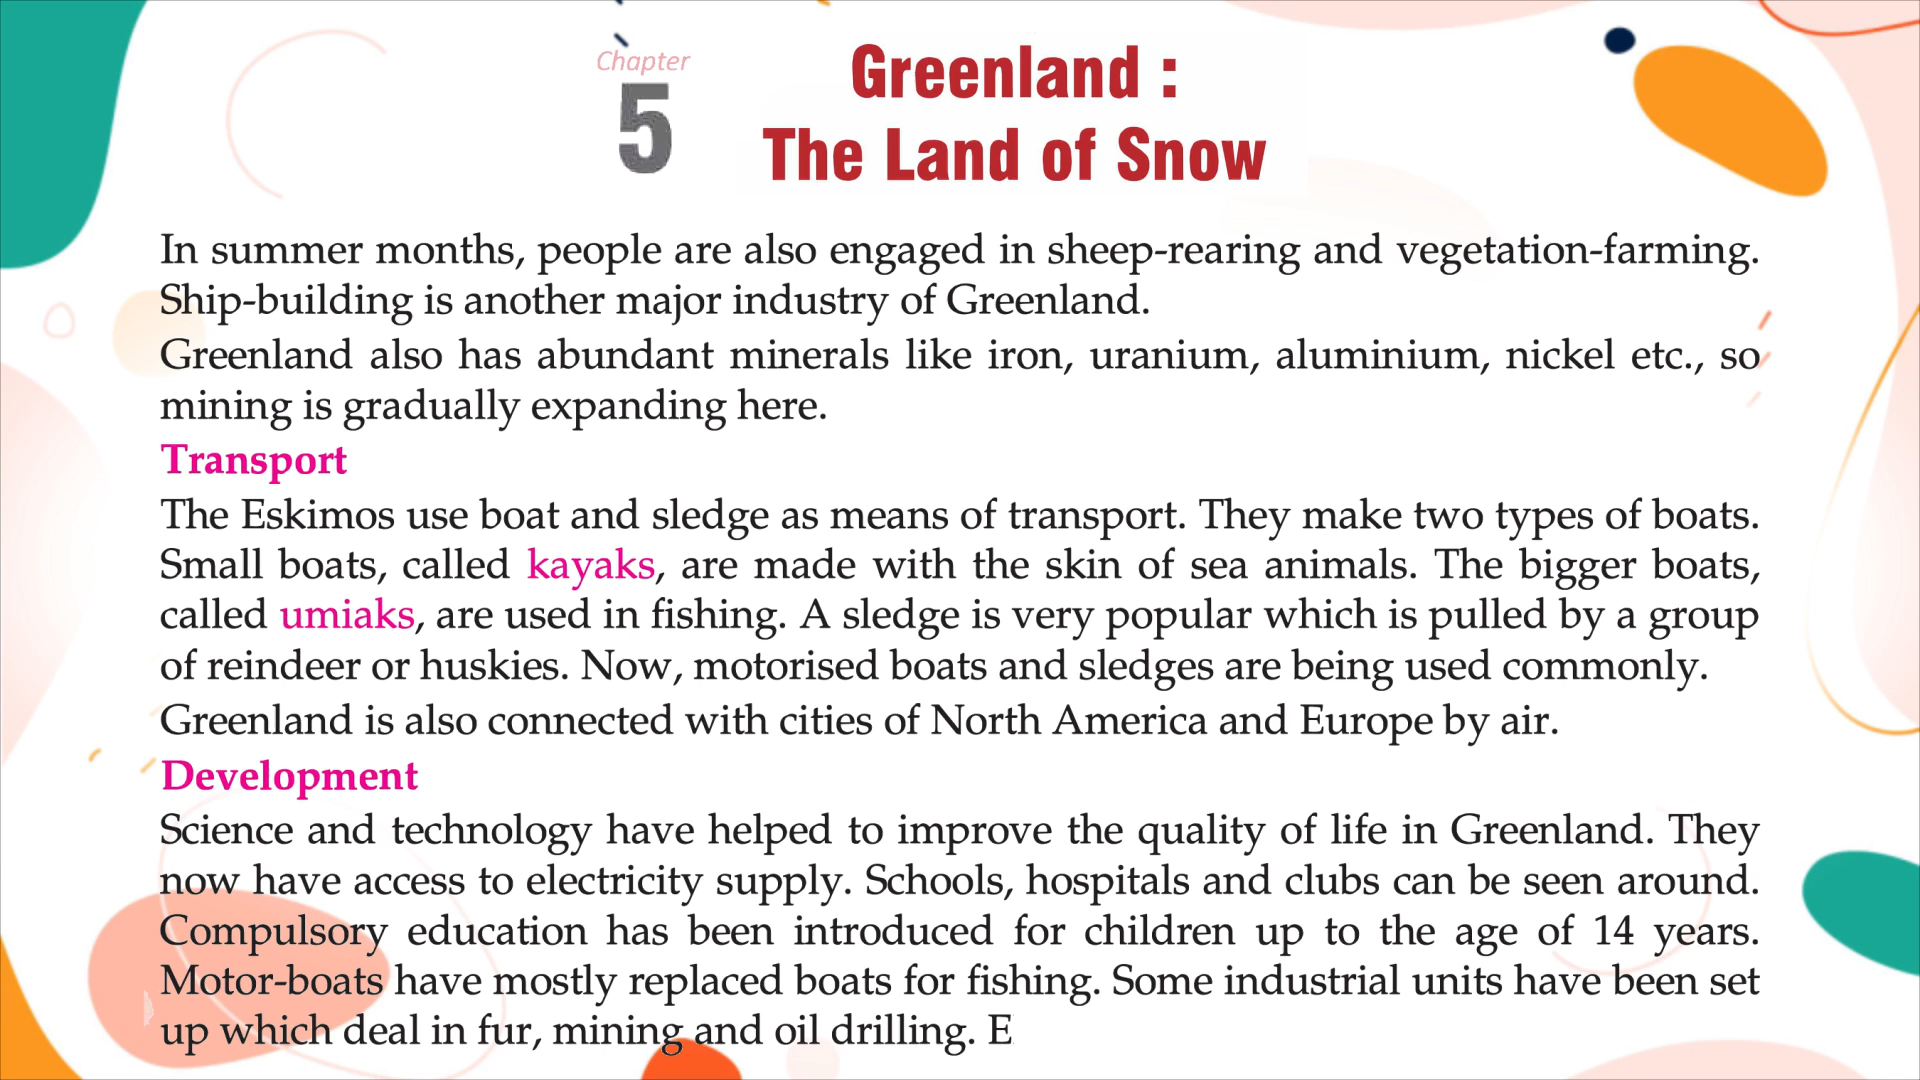 Chapter
5
Greenland :
The Land of Snow
In summer months, people are also engaged in sheep-rearing and vegetation-farming.
Ship-building is another major industry of Greenland.
Greenland also has abundant minerals like iron, uranium, aluminium, nickel etc., so
mining is gradually expanding here.
Transport
The Eskimos use boat and sledge as means of transport. They make two types of boats.
Small boats, called kayaks, are made with the skin of sea animals. The bigger boats,
called umiaks, are used in fishing. A sledge is very popular which is pulled by a group
of reindeer or huskies. Now, motorised boats and sledges are being used commonly.
Greenland is also connected with cities of North America and Europe by air.
Development
Science and technology have helped to improve the quality of life in Greenland. They
now have access to electricity supply. Schools, hospitals and clubs can be seen around.
Compulsory education has been introduced for children up to the age of 14 years.
Motor-boats have mostly replaced boats for fishing. Some industrial units have been set
up which deal in fur, mining and oil drilling. E